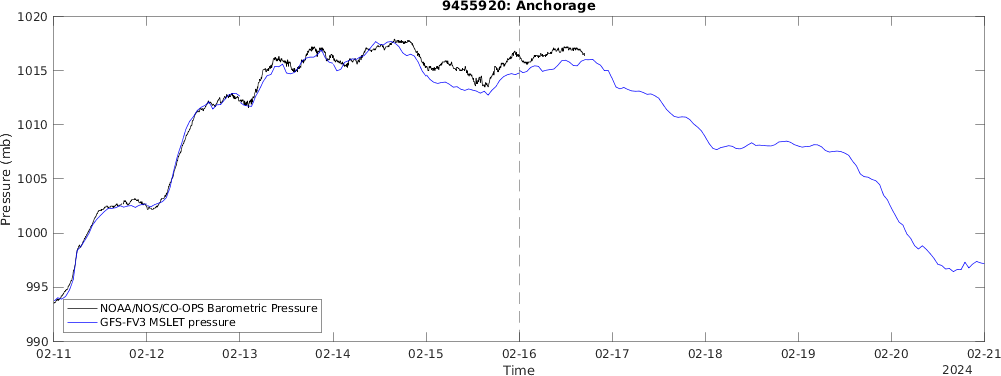 9455920: Anchorage
Pressure (mb)
1020
1015
1010
1005
1000
995
990
NOAA/NOS/CO-OPS Barometric Pressure
GFS-FV3 MSLET pressure
02-11 02-12 02-13 02-14 02-15 02-16 02-17 02-18 02-19 02-20 02-21
Time
2024